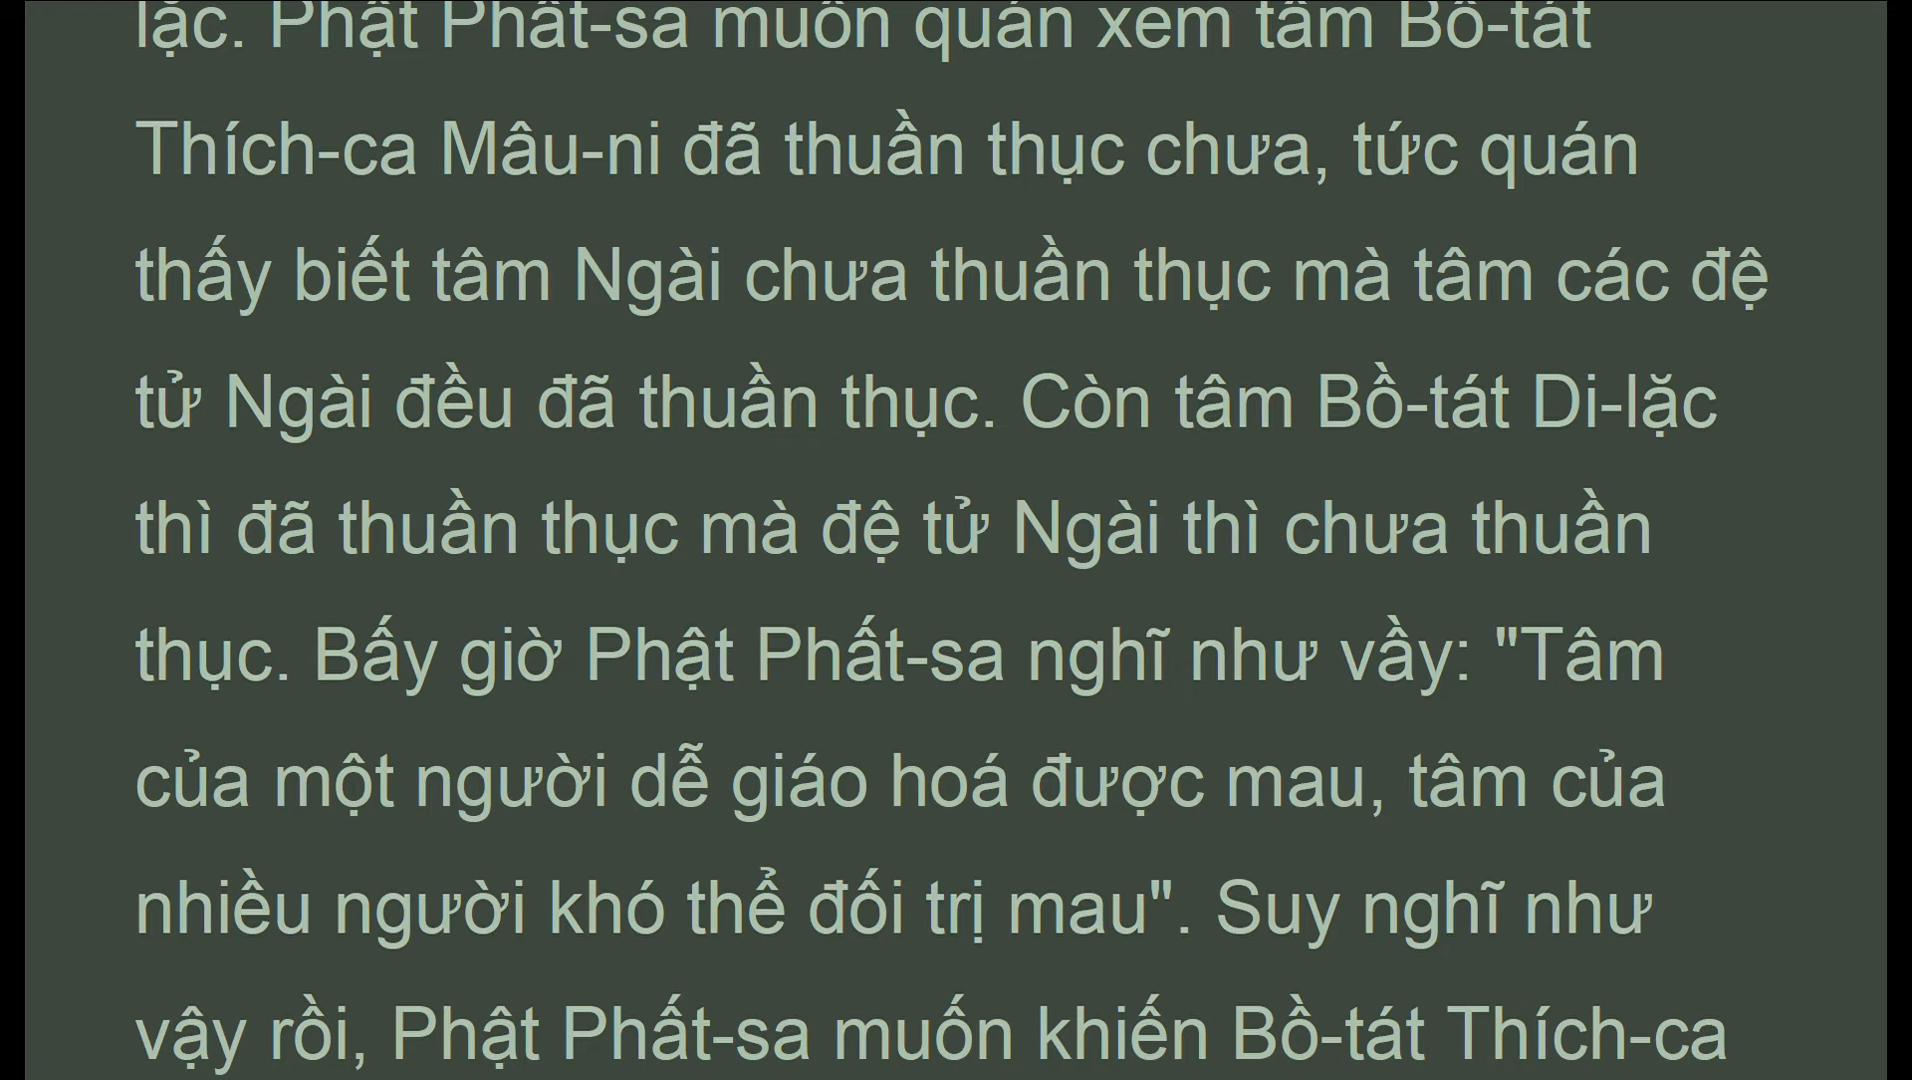 lặc. Phật Phất-sa muốn quán xem tâm Bồ-tát
Thích-ca Mâu-ni đã thuần thục chưa, tức quán
thấy biết tâm Ngài chưa thuần thục mà tâm các đệ
tử Ngài đều đã thuần thục. Còn tâm Bồ-tát Di-lặc
thì đã thuần thục mà đệ tử Ngài thì chưa thuần
thục. Bấy giờ Phật Phất-sa nghĩ như vầy: "Tâm
của một người dễ giáo hoá được mau, tâm của
nhiều người khó thể đối trị mau". Suy nghĩ như
vậy rồi, Phật Phất-sa muốn khiến Bồ-tát Thích-ca